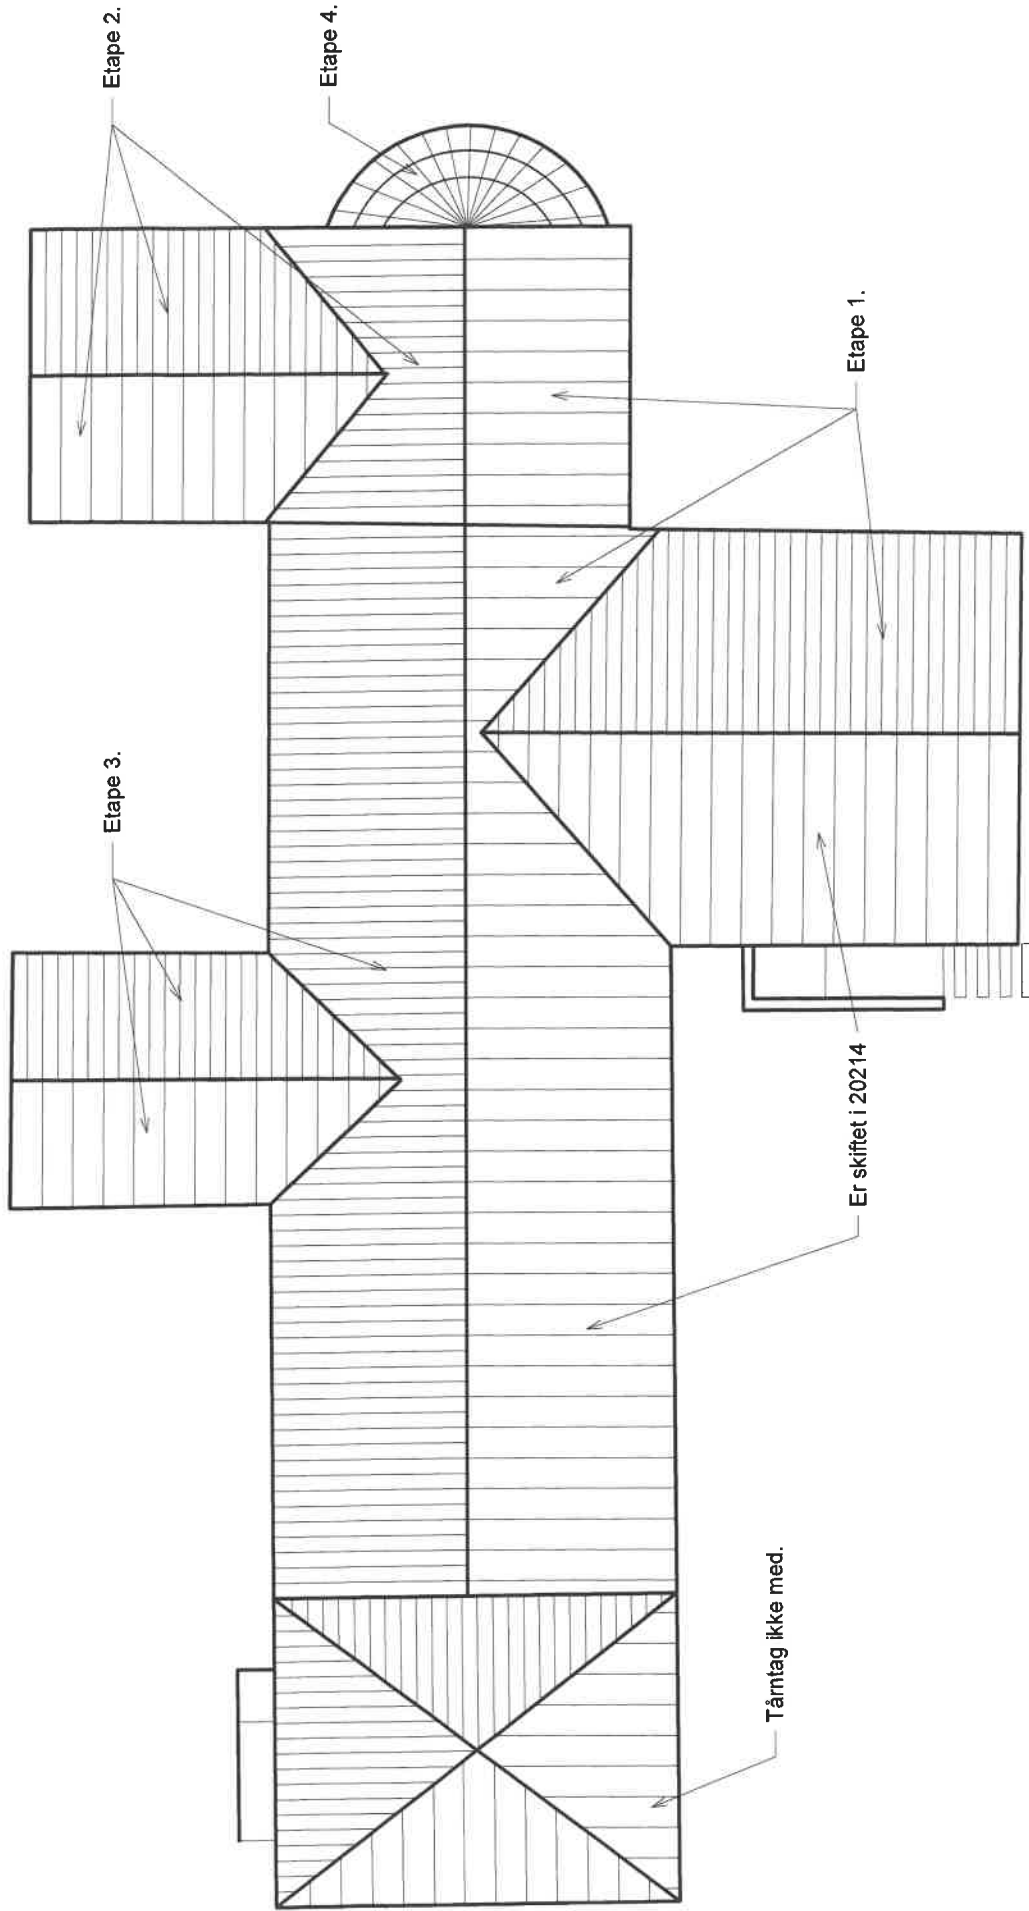 Etape 2.
Etape 4.
Etape 3.
Etape 1.
Er skiftet i 20214
Tårntag ikke med.